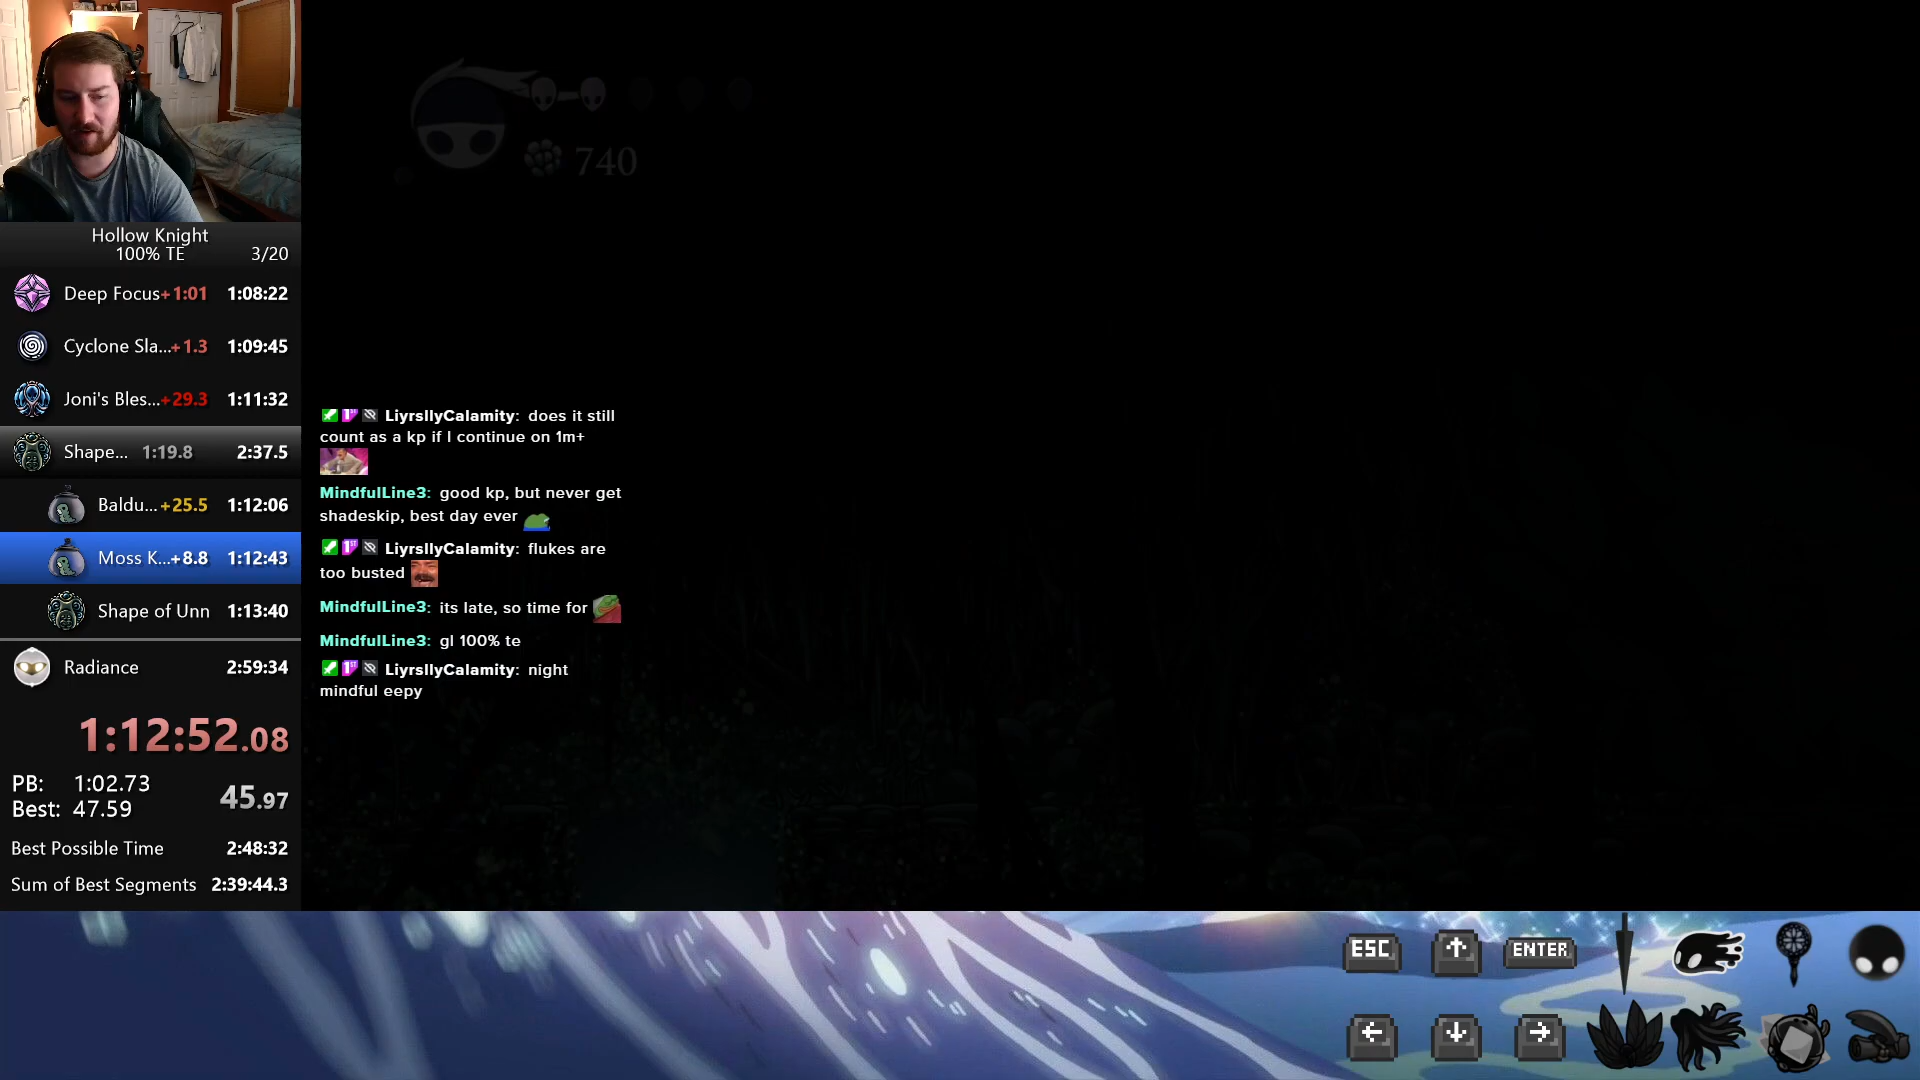 Hollow Knight
100% TE 3/20
Deep Focus +1:01 1:08:22
Cyclone Sla... +1.3 1:09:45
Joni's Bles... +29.3 1:11:32
Shape... 1:19.8 2:37.5
Baldu... +25.5 1:12:06
Moss K... +8.8 1:12:43
Shape of Unn 1:13:40
Radiance 2:59:34
1:12:52.08
PB: 1:02.73
Best: 47.59
45.97
Best Possible Time 2:48:32
Sum of Best Segments 2:39:44.3
740
LiyrsllyCalamity: does it still
count as a kp if I continue on 1m+
MindfulLine3: good kp, but never get
shadeskip, best day ever
LiyrsllyCalamity: flukes are
too busted
MindfulLine3: its late, so time for
MindfulLine3: gl 100% te
LiyrsllyCalamity: night
mindful eepy
ESC ↑ ENTER
← ↓ →